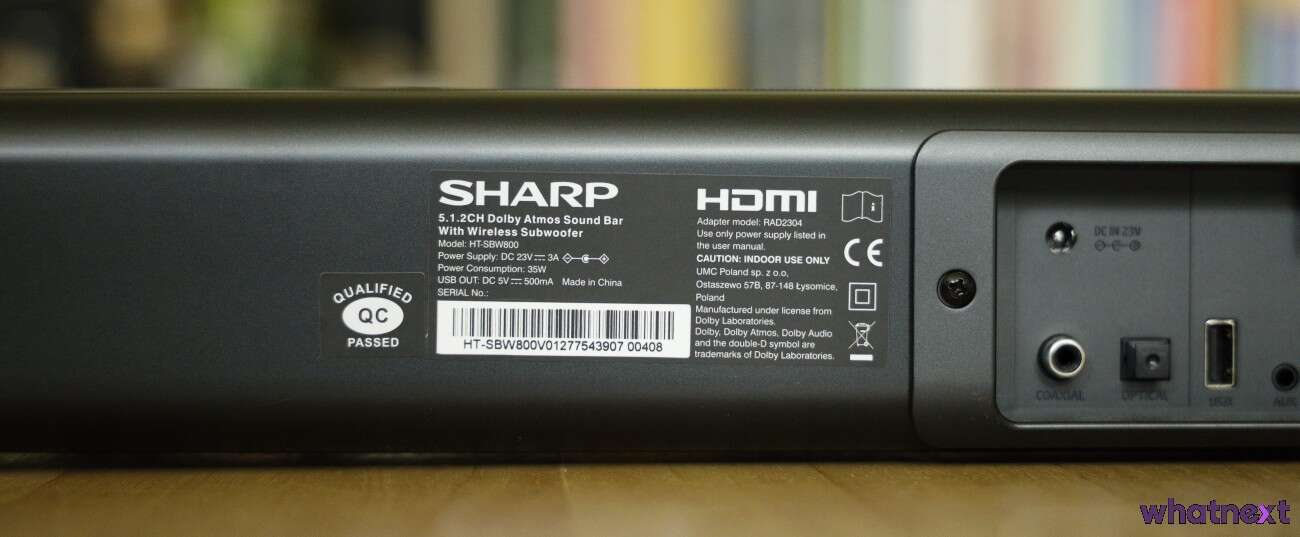 QUALIFIED
QC
PASSED
SHARP
5.1.2CH Dolby Atmos Sound Bar
With Wireless Subwoofer
Model: HT-SBW800
Power Supply: DC 23V⎓ 3A
Power Consumption: 35W
USB OUT: DC 5V⎓ 500mA Made in China
SERIAL No.:
HT-SBW800V01277543907 00408
HDMI
Adapter model: RAD2304
Use only power supply listed in
the user manual.
CAUTION: INDOOR USE ONLY
UMC Poland sp. z o.o,
Ostaszewo 57B, 87-148 Łysomice,
Poland
Manufactured under license from
Dolby Laboratories.
Dolby, Dolby Atmos, Dolby Audio
and the double-D symbol are
trademarks of Dolby Laboratories.
i
CE
DC IN 23V
COAXIAL
OPTICAL
USB
AUX
whatnext